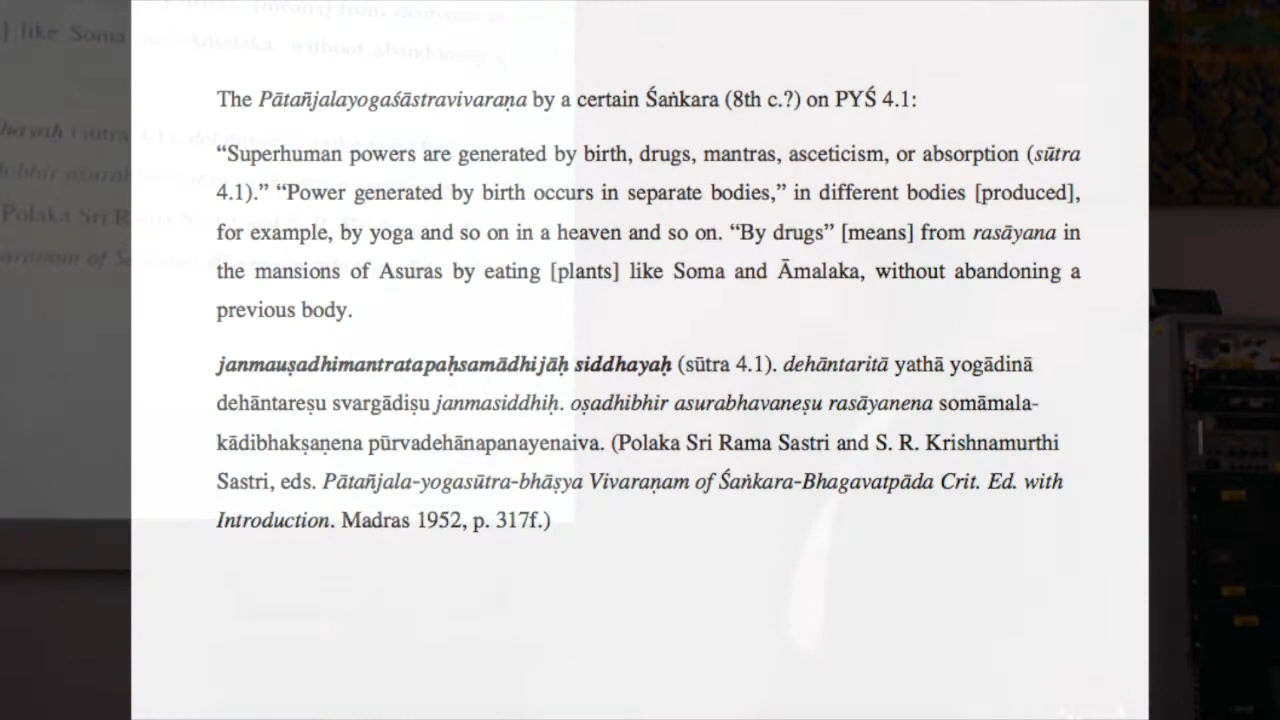 The Pātañjalayogaśāstravivaraṇa by a certain Śaṅkara (8th c.?) on PYŚ 4.1:
“Superhuman powers are generated by birth, drugs, mantras, asceticism, or absorption (sūtra
4.1).” “Power generated by birth occurs in separate bodies,” in different bodies [produced],
for example, by yoga and so on in a heaven and so on. “By drugs” [means] from rasāyana in
the mansions of Asuras by eating [plants] like Soma and Āmalaka, without abandoning a
previous body.
janmauṣadhimantratapaḥsamādhijāḥ siddhayaḥ (sūtra 4.1). dehāntaritā yathā yogādinā
dehāntareṣu svargādiṣu janmasiddhiḥ. oṣadhibhir asurabhavaneṣu rasāyanena somāmala-
kādibhakṣaṇena pūrvadehānapanayenaiva. (Polaka Sri Rama Sastri and S. R. Krishnamurthi
Sastri, eds. Pātañjala-yogasūtra-bhāṣya Vivaraṇam of Śaṅkara-Bhagavatpāda Crit. Ed. with
Introduction. Madras 1952, p. 317f.)